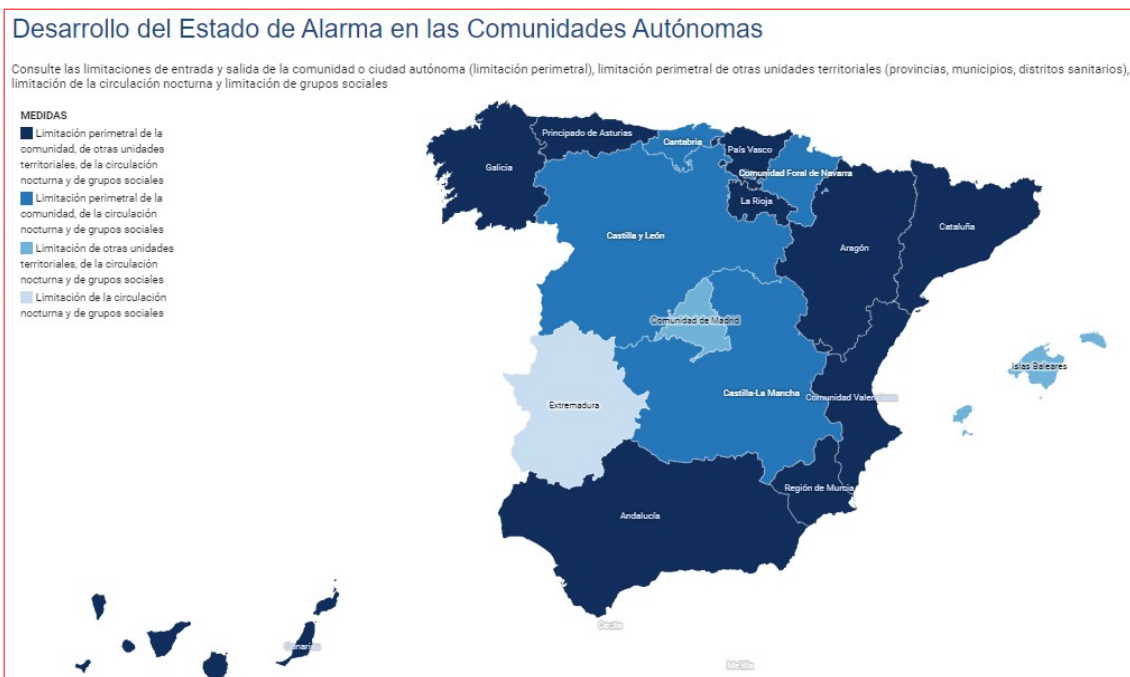 Desarrollo del Estado de Alarma en las Comunidades Autónomas
Consulte las limitaciones de entrada y salida de la comunidad o ciudad autónoma (limitación perimetral), limitación perimetral de otras unidades territoriales (provincias, municipios, distritos sanitarios),
limitación de la circulación nocturna y limitación de grupos sociales
MEDIDAS
Limitación perimetral de la
comunidad, de otras unidades
territoriales, de la circulación
nocturna y de grupos sociales
Limitación perimetral de la
comunidad, de la circulación
nocturna y de grupos sociales
Limitación de otras unidades
territoriales, de la circulación
nocturna y de grupos sociales
Limitación de la circulación
nocturna y de grupos sociales
Principado de Asturias
Cantabria
País Vasco
Galicia
Comunidad Foral de Navarra
La Rioja
Cataluña
Castilla y León
Aragón
Comunidad de Madrid
Islas Baleares
Castilla-La Mancha
Comunidad Valenciana
Extremadura
Región de Murcia
Andalucía
Ceuta
Canarias
Melilla